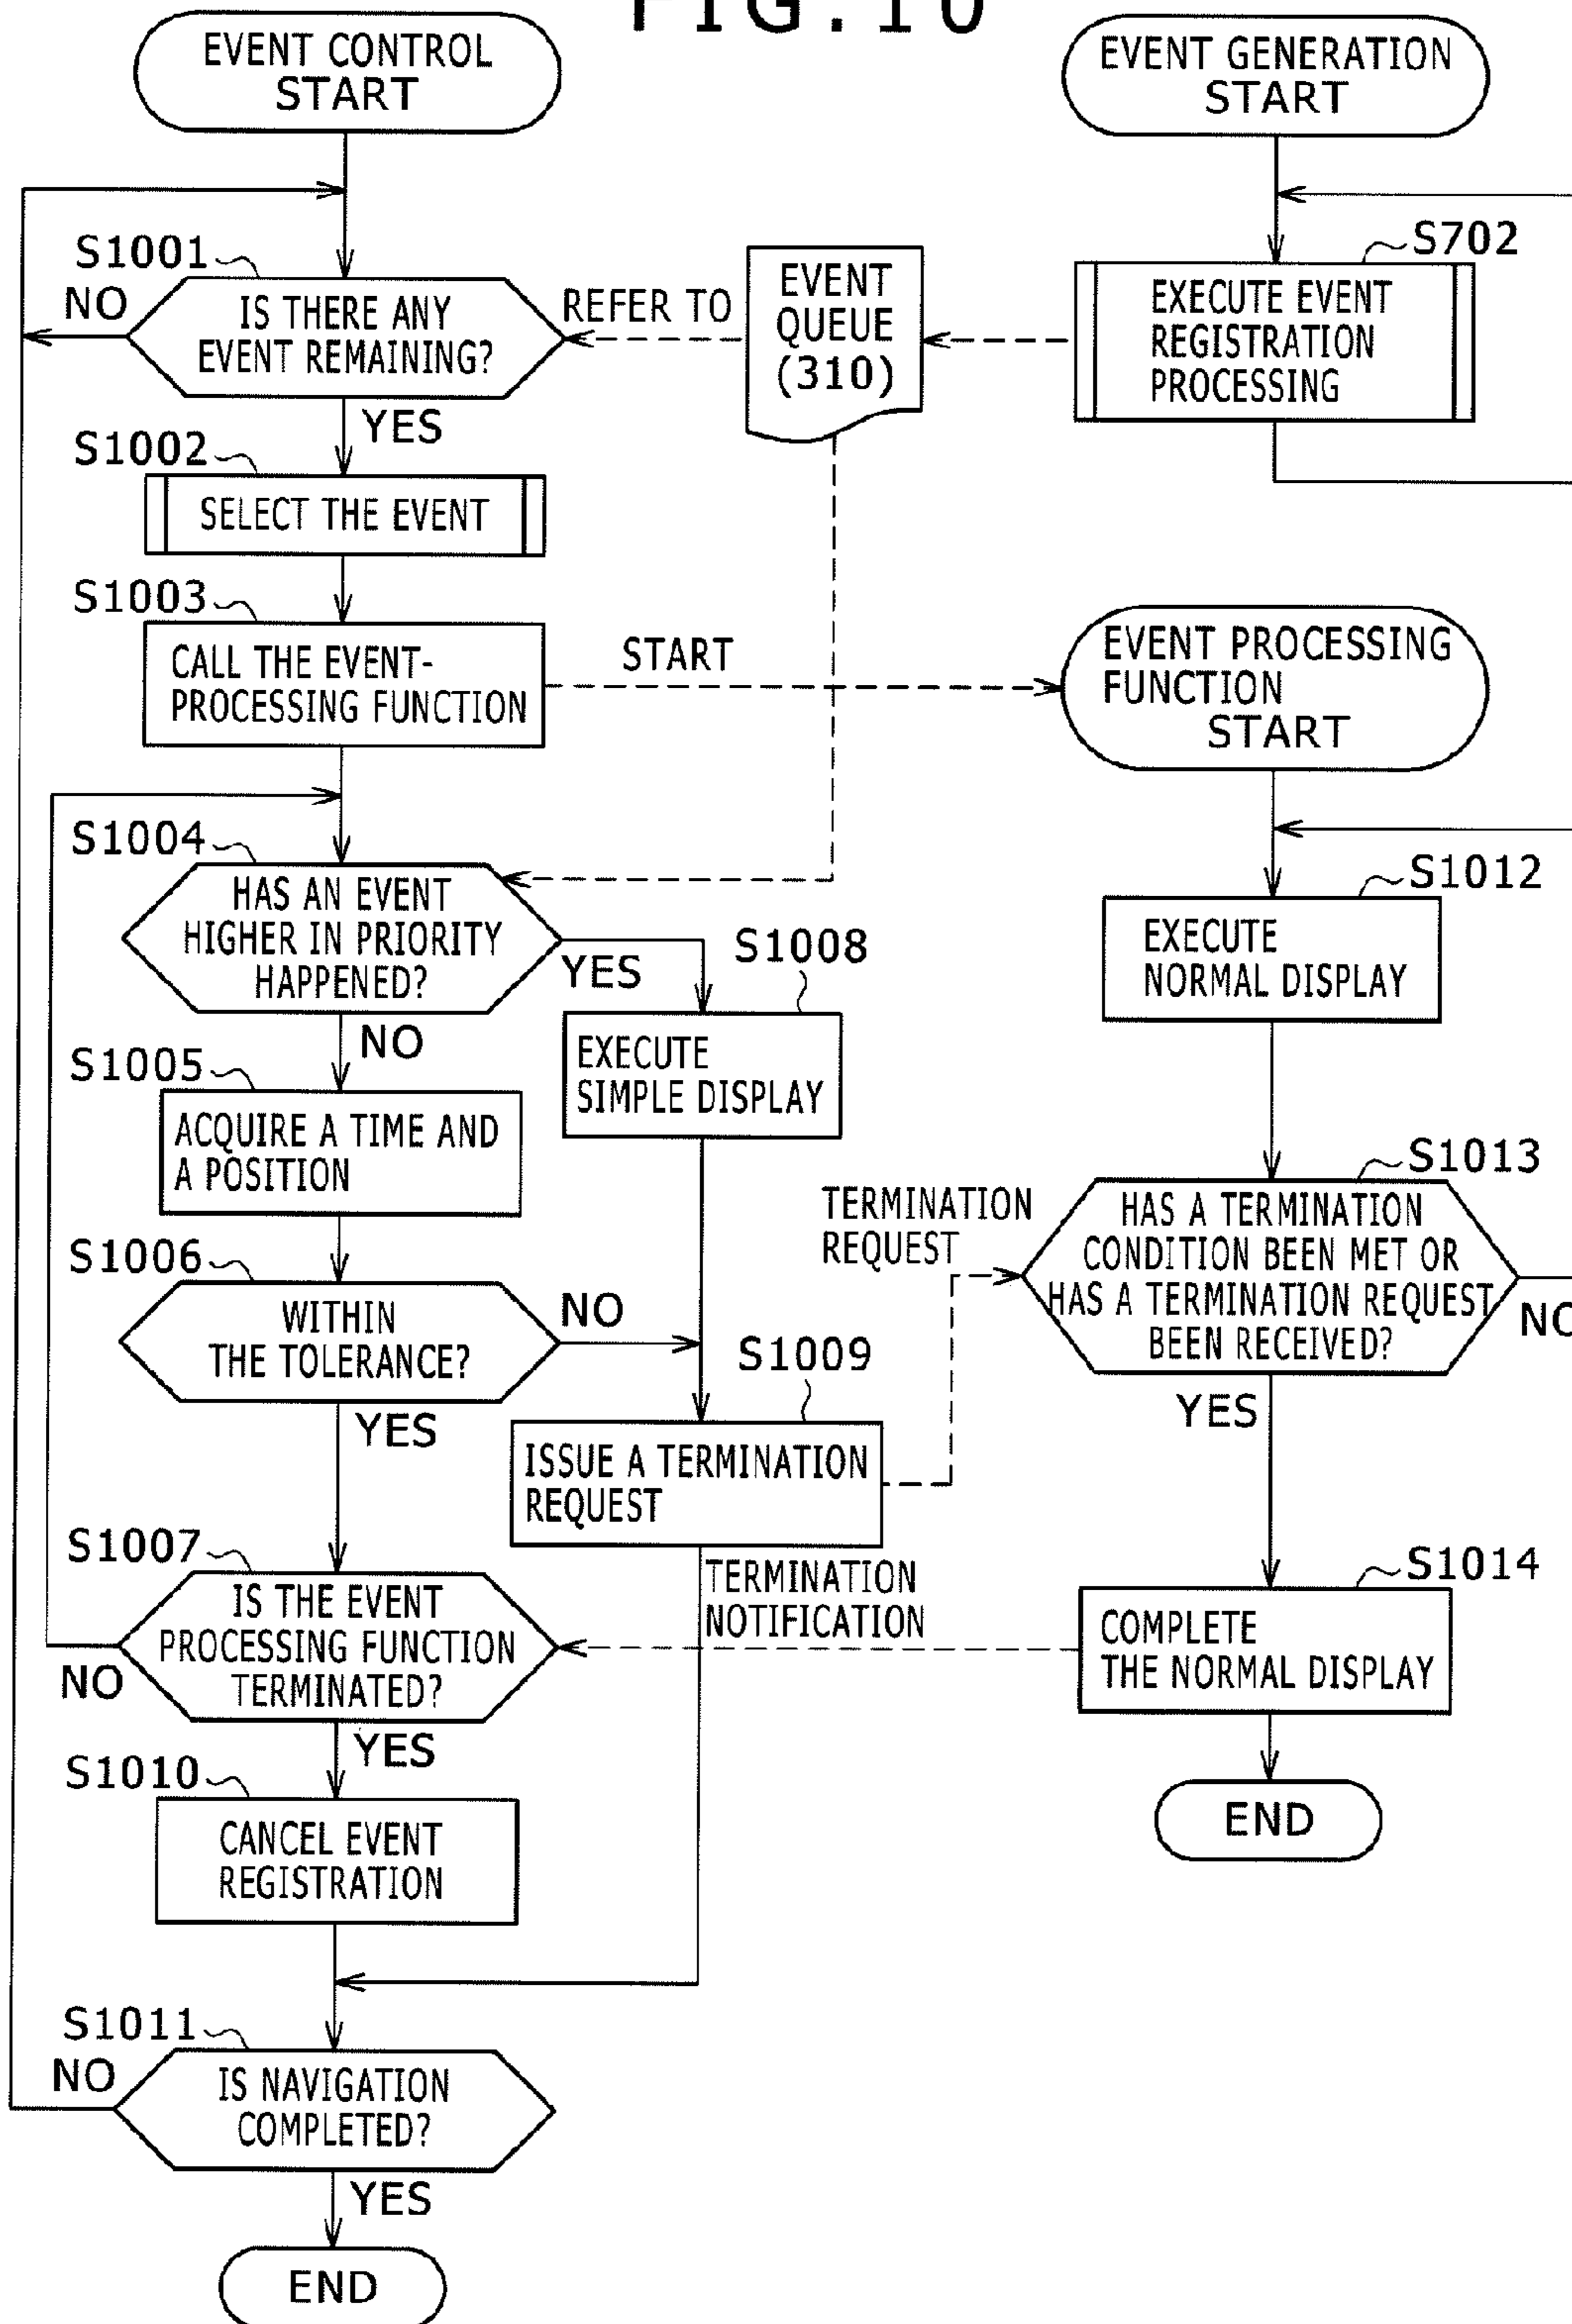 FIG.10
EVENT CONTROL
START
S1001
NO
IS THERE ANY
EVENT REMAINING?
YES
REFER TO
EVENT
QUEUE
(310)
EVENT GENERATION
START
S702
EXECUTE EVENT
REGISTRATION
PROCESSING
S1002
SELECT THE EVENT
S1003
CALL THE EVENT-
PROCESSING FUNCTION
START
EVENT PROCESSING
FUNCTION
START
S1004
HAS AN EVENT
HIGHER IN PRIORITY
HAPPENED?
YES
NO
S1008
EXECUTE
SIMPLE DISPLAY
S1012
EXECUTE
NORMAL DISPLAY
S1005
ACQUIRE A TIME AND
A POSITION
S1006
WITHIN
THE TOLERANCE?
NO
YES
S1009
ISSUE A TERMINATION
REQUEST
TERMINATION
REQUEST
S1013
HAS A TERMINATION
CONDITION BEEN MET OR
HAS A TERMINATION REQUEST
BEEN RECEIVED?
NO
YES
S1007
IS THE EVENT
PROCESSING FUNCTION
TERMINATED?
NO
YES
TERMINATION
NOTIFICATION
S1014
COMPLETE
THE NORMAL DISPLAY
END
S1010
CANCEL EVENT
REGISTRATION
S1011
NO
IS NAVIGATION
COMPLETED?
YES
END